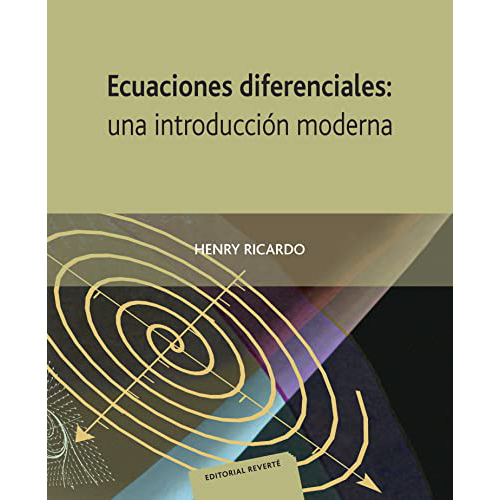 Ecuaciones diferenciales:
una introducción moderna
HENRY RICARDO
EDITORIAL REVERTÉ